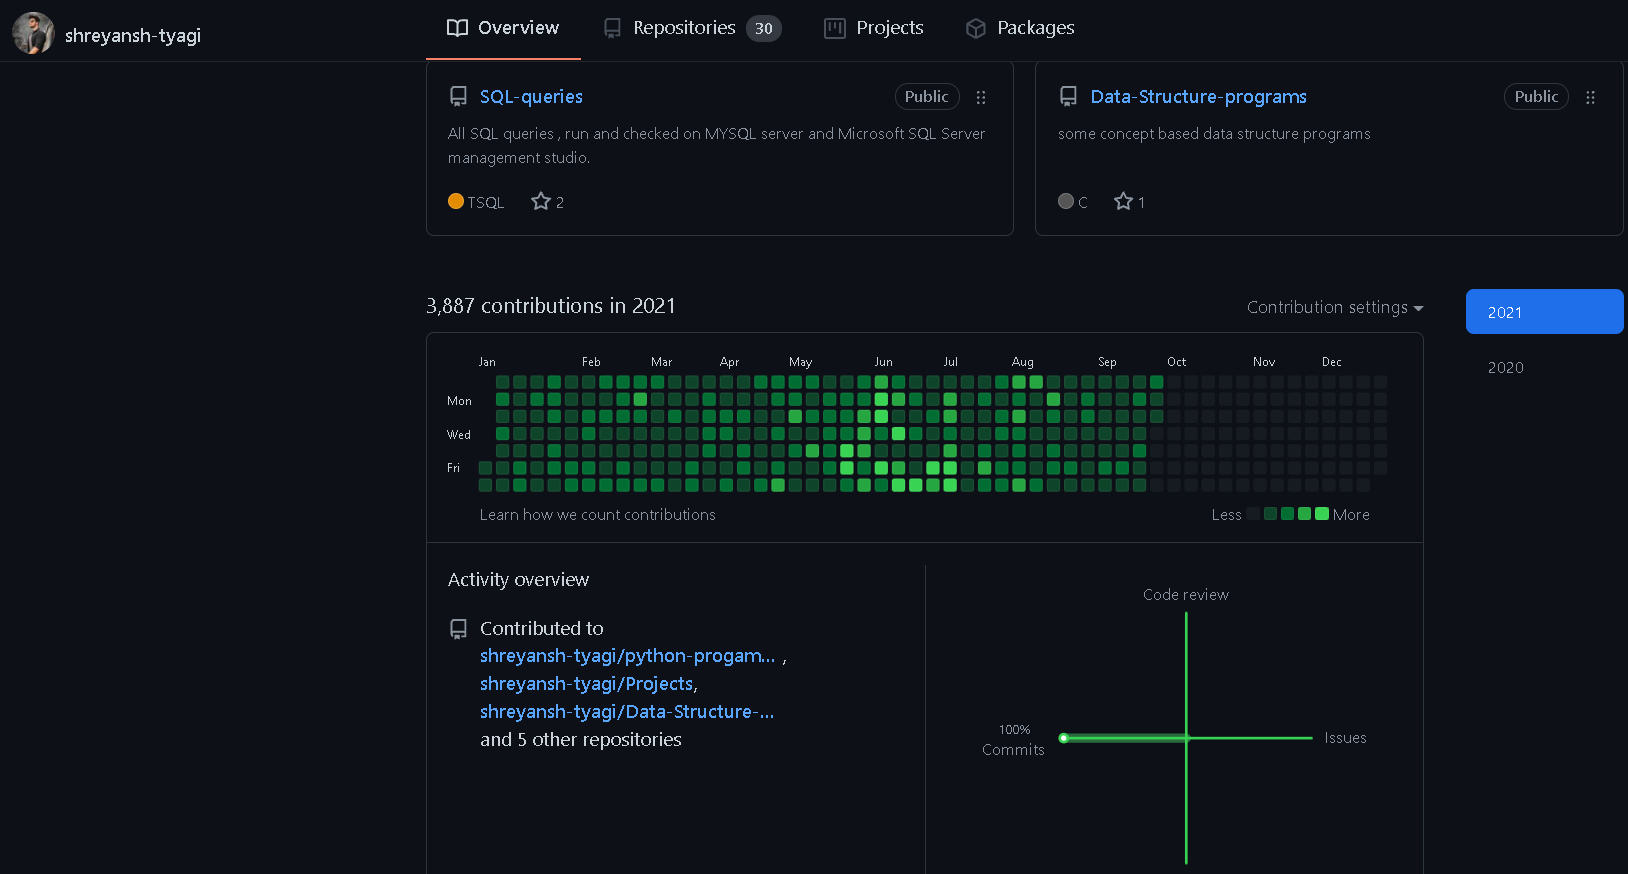 shreyansh-tyagi
Overview
Repositories 30
Projects
Packages
SQL-queries
Public
All SQL queries , run and checked on MYSQL server and Microsoft SQL Server
management studio.
TSQL
2
Data-Structure-programs
Public
some concept based data structure programs
C
1
3,887 contributions in 2021
Contribution settings
2021
2020
Jan Feb Mar Apr May Jun Jul Aug Sep Oct Nov Dec
Mon
Wed
Fri
Learn how we count contributions
Less
More
Activity overview
Contributed to
shreyansh-tyagi/python-progam... ,
shreyansh-tyagi/Projects,
shreyansh-tyagi/Data-Structure-...
and 5 other repositories
Code review
100%
Commits
Issues